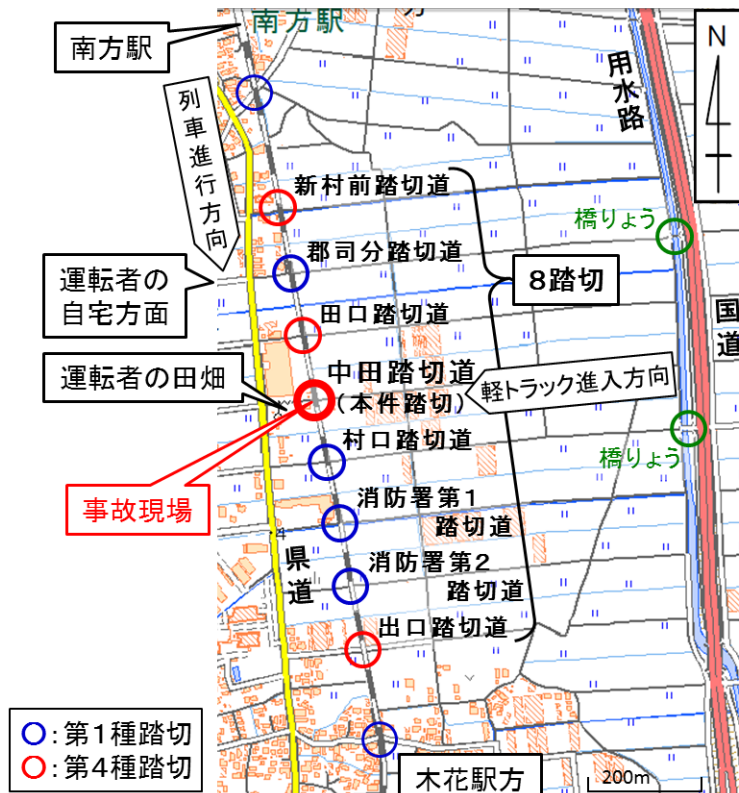 南方駅
南方駅
方
N
用水路
列車進行方向
新村前踏切道
橋りょう
郡司分踏切道
8踏切
運転者の
自宅方面
田口踏切道
国道
運転者の田畑
中田踏切道
(本件踏切)
軽トラック進入方向
村口踏切道
橋りょう
事故現場
消防署第1
踏切道
4
県道
消防署第2
踏切道
出口踏切道
○:第1種踏切
○:第4種踏切
木花駅方
200m